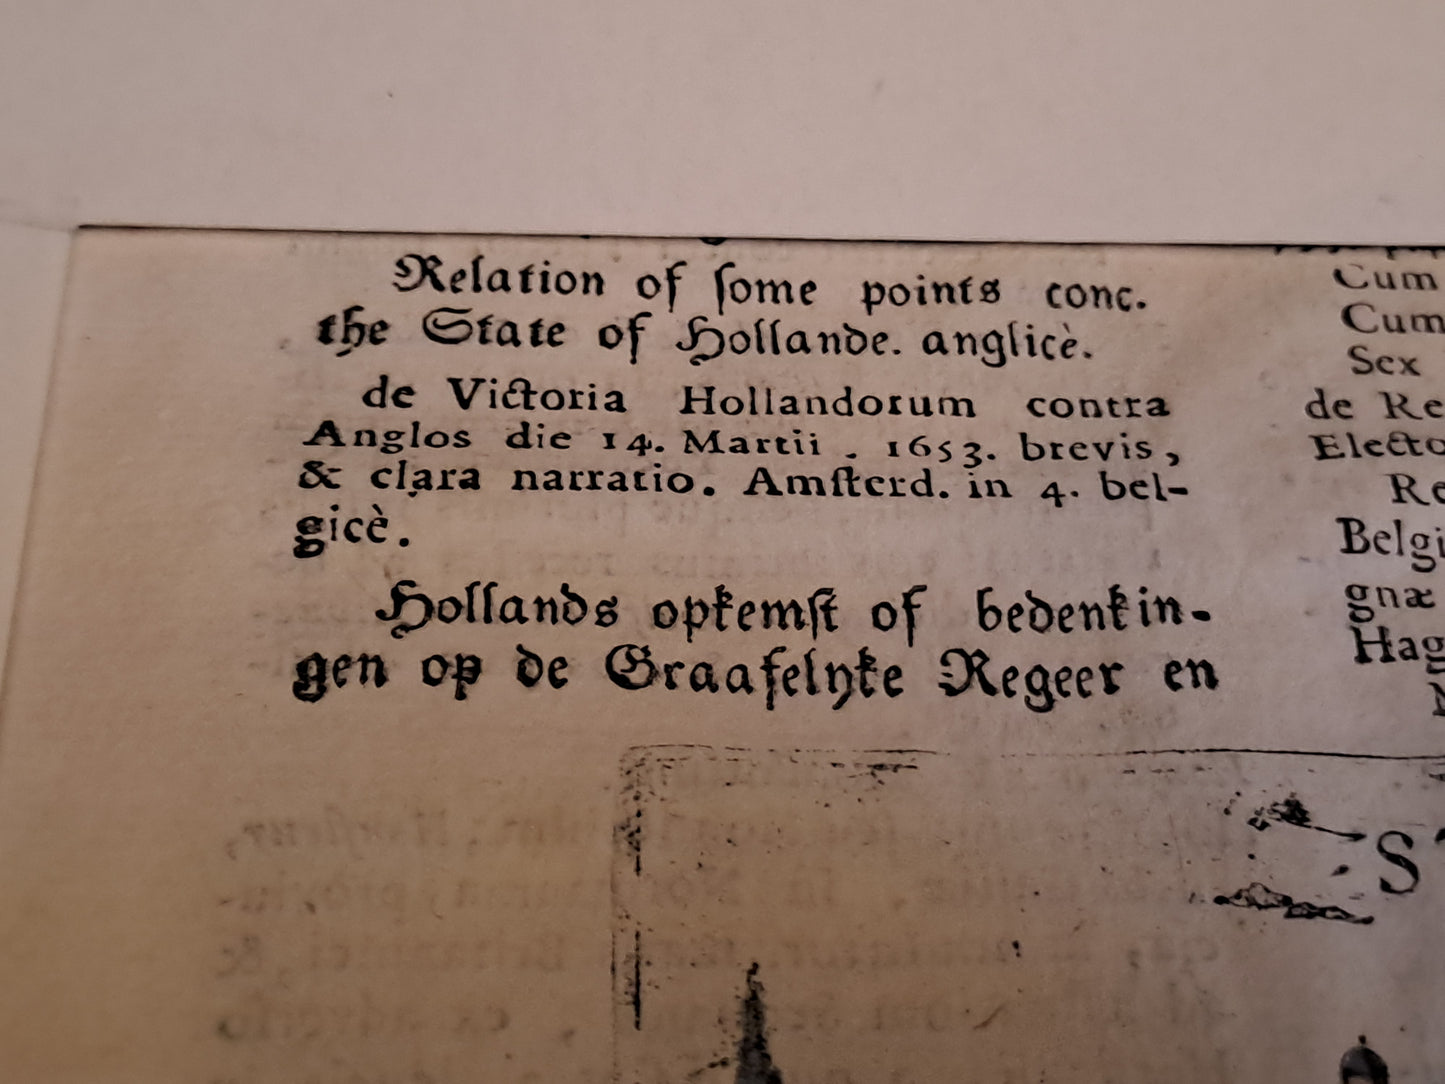 Relation of ſome points conc.
the State of Hollande. anglicè.
de Victoria Hollandorum contra
Anglos die 14. Martii . 1653. brevis,
& clara narratio. Amſterd. in 4. bel-
gicè.
Hollands opkemſt of bedenkin-
gen op de Graafelyke Regeer en
Cum
Cum
Sex
de Re
Electo
Re
Belgi
gnæ
Hag
S